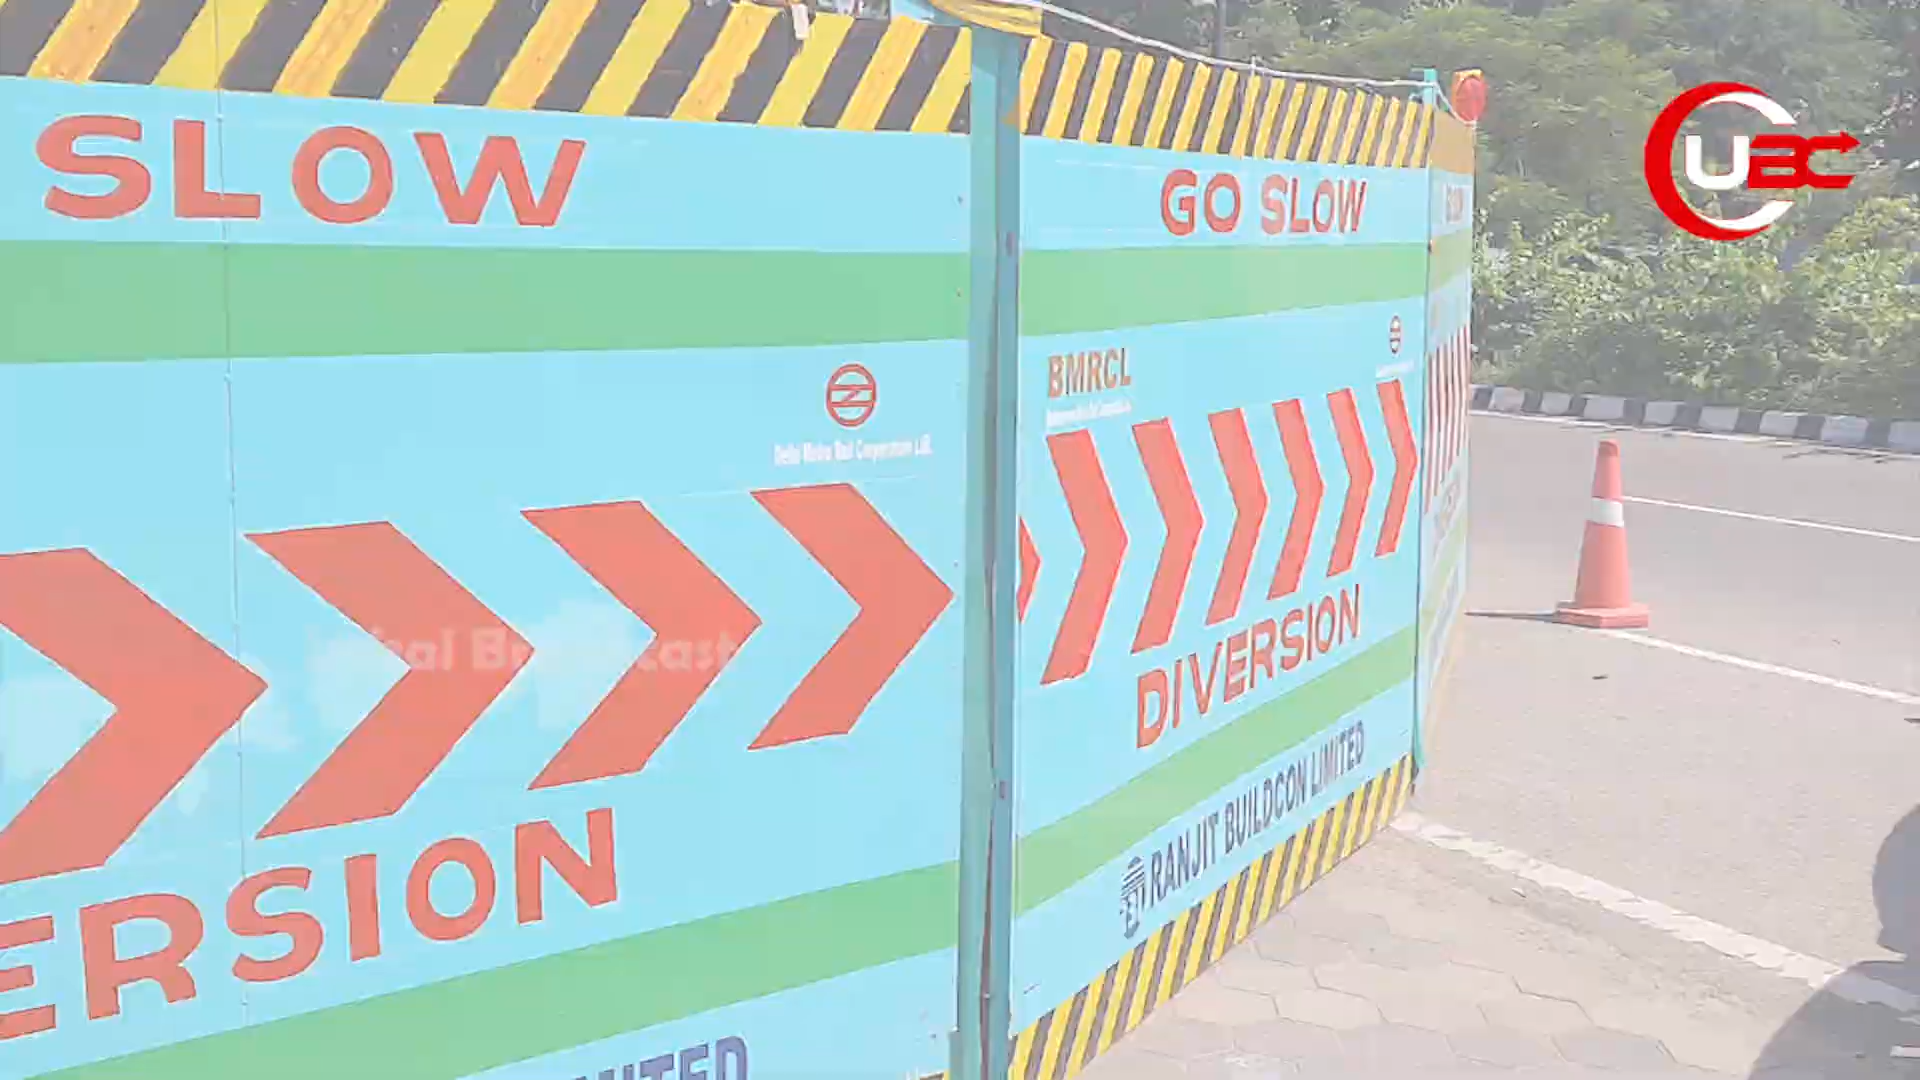 SLOW
Delhi Metro Rail Corporation Ltd.
ERSION
GO SLOW
BMRCL
DIVERSION
RANJIT BUILDCON LIMITED
UBC